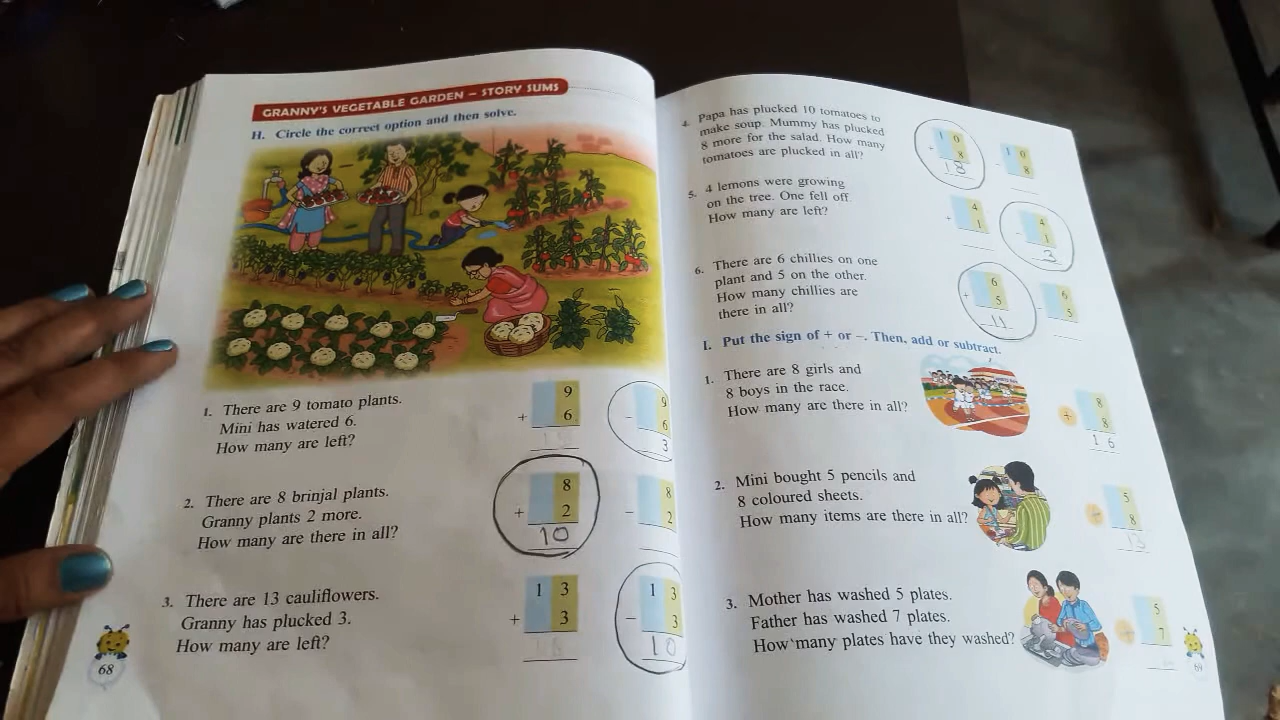 GRANNY'S VEGETABLE GARDEN – STORY SUMS
H. Circle the correct option and then solve.
1. There are 9 tomato plants.
Mini has watered 6.
How many are left?
9
+ 6
9
- 6
3
2. There are 8 brinjal plants.
Granny plants 2 more.
How many are there in all?
8
+ 2
10
8
- 2
3. There are 13 cauliflowers.
Granny has plucked 3.
How many are left?
1 3
+ 3
1 3
- 3
10
68
4. Papa has plucked 10 tomatoes to
make soup. Mummy has plucked
8 more for the salad. How many
tomatoes are plucked in all?
1 0
+ 8
18
1 0
8
5. 4 lemons were growing
on the tree. One fell off.
How many are left?
4
+ 1
4
- 1
3
6. There are 6 chillies on one
plant and 5 on the other.
How many chillies are
there in all?
6
+ 5
11
6
- 5
I. Put the sign of + or –. Then, add or subtract.
1. There are 8 girls and
8 boys in the race.
How many are there in all?
8
+ 8
16
2. Mini bought 5 pencils and
8 coloured sheets.
How many items are there in all?
5
+ 8
13
3. Mother has washed 5 plates.
Father has washed 7 plates.
How many plates have they washed?
5
+ 7
69